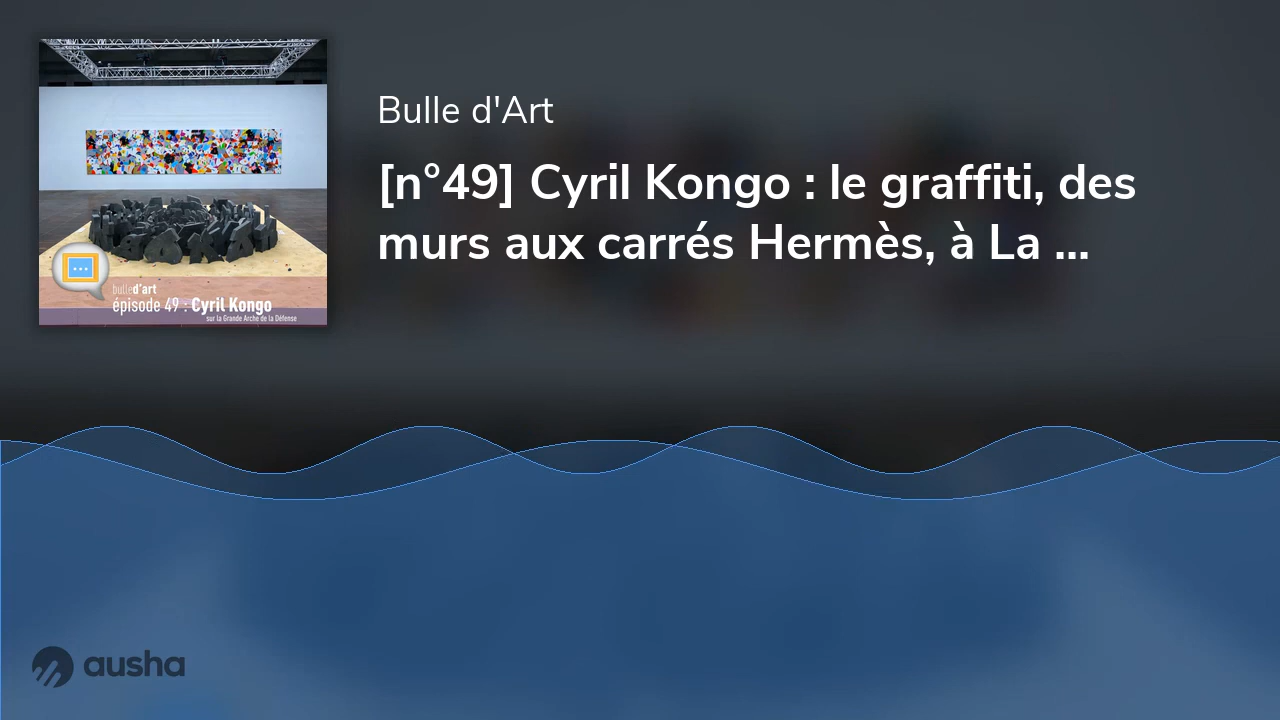 Bulle d'Art
[n°49] Cyril Kongo : le graffiti, des
murs aux carrés Hermès, à La ...
bulled'art
épisode 49 : Cyril Kongo
sur la Grande Arche de la Défense
ausha